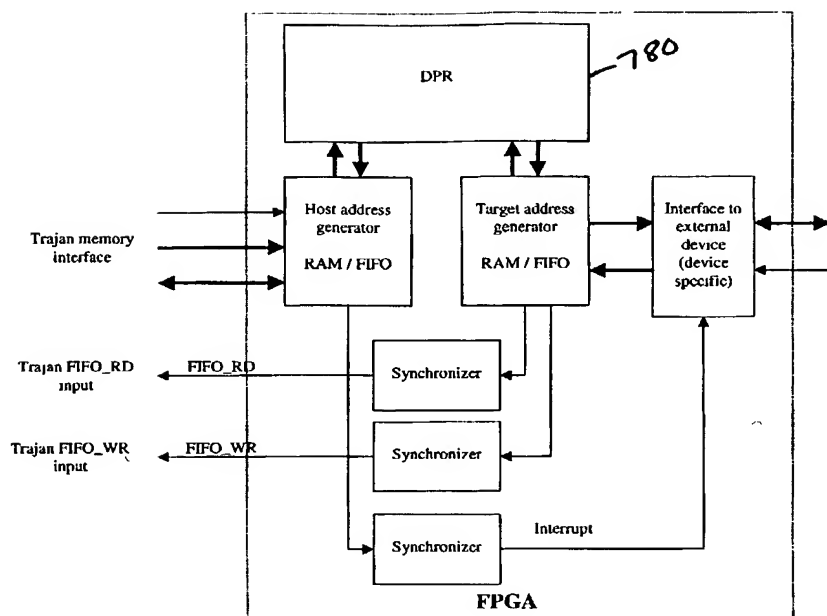 DPR
780
Host address
generator
RAM / FIFO
Target address
generator
RAM / FIFO
Interface to
external
device
(device
specific)
Trajan memory
interface
Trajan FIFO_RD
input
FIFO_RD
Synchronizer
Trajan FIFO_WR
input
FIFO_WR
Synchronizer
Synchronizer
Interrupt
FPGA